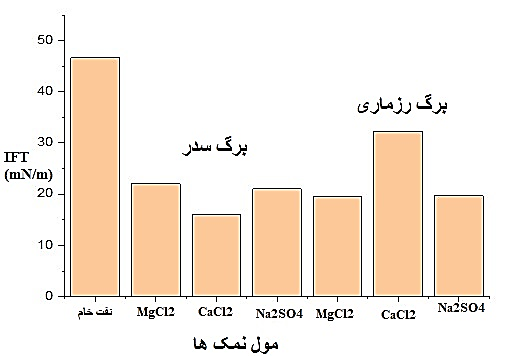 50
40
برگ رزماری
برگ سدر
30
IFT
(mN/m)
20
10
0
نفت خام
MgCl2
CaCl2
Na2SO4
MgCl2
CaCl2
Na2SO4
مول نمک ها